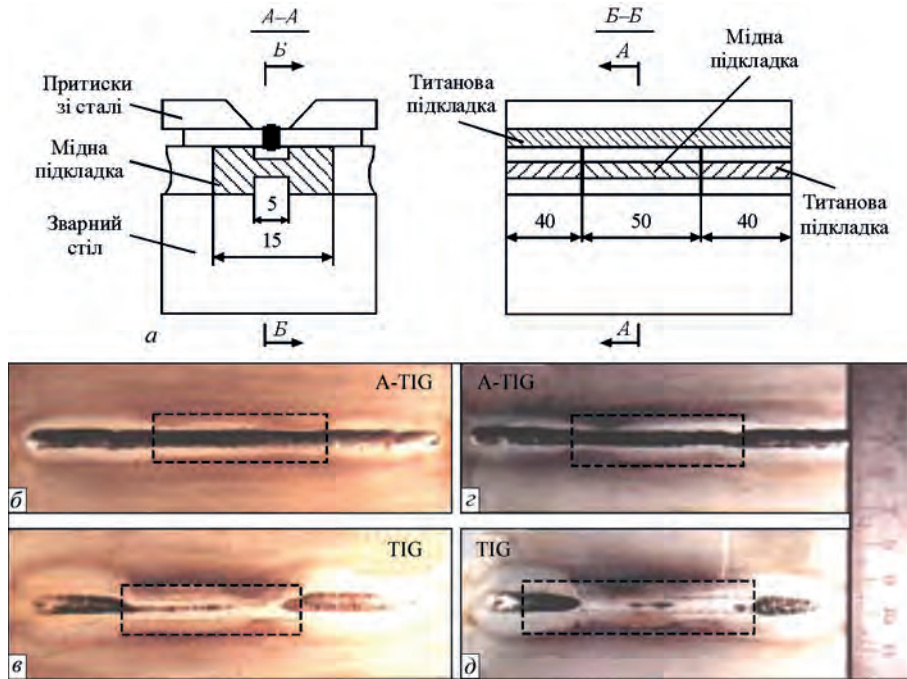 А–А
Б
Притиски
зі сталі
Мідна
підкладка
Зварний
стіл
5
15
Б
а
Б–Б
А
Мідна
підкладка
Титанова
підкладка
Титанова
підкладка
40
50
40
А
A-TIG
б
A-TIG
г
TIG
в
TIG
д